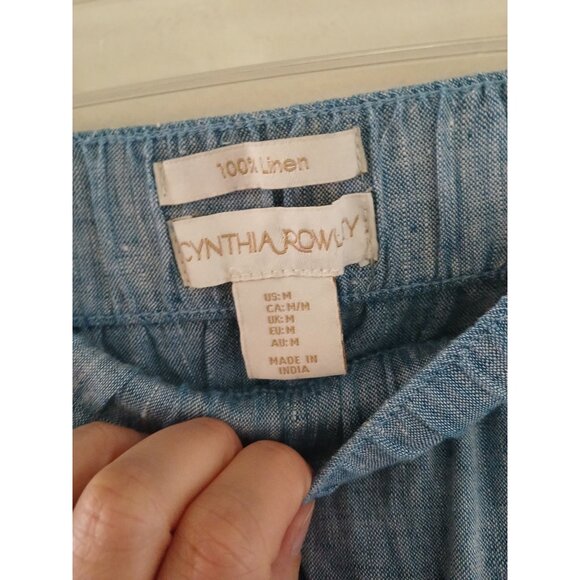 100% Linen
CYNTHIA ROWLEY
US: M
CA: M/M
UK: M
EU: M
AU: M
MADE IN
INDIA